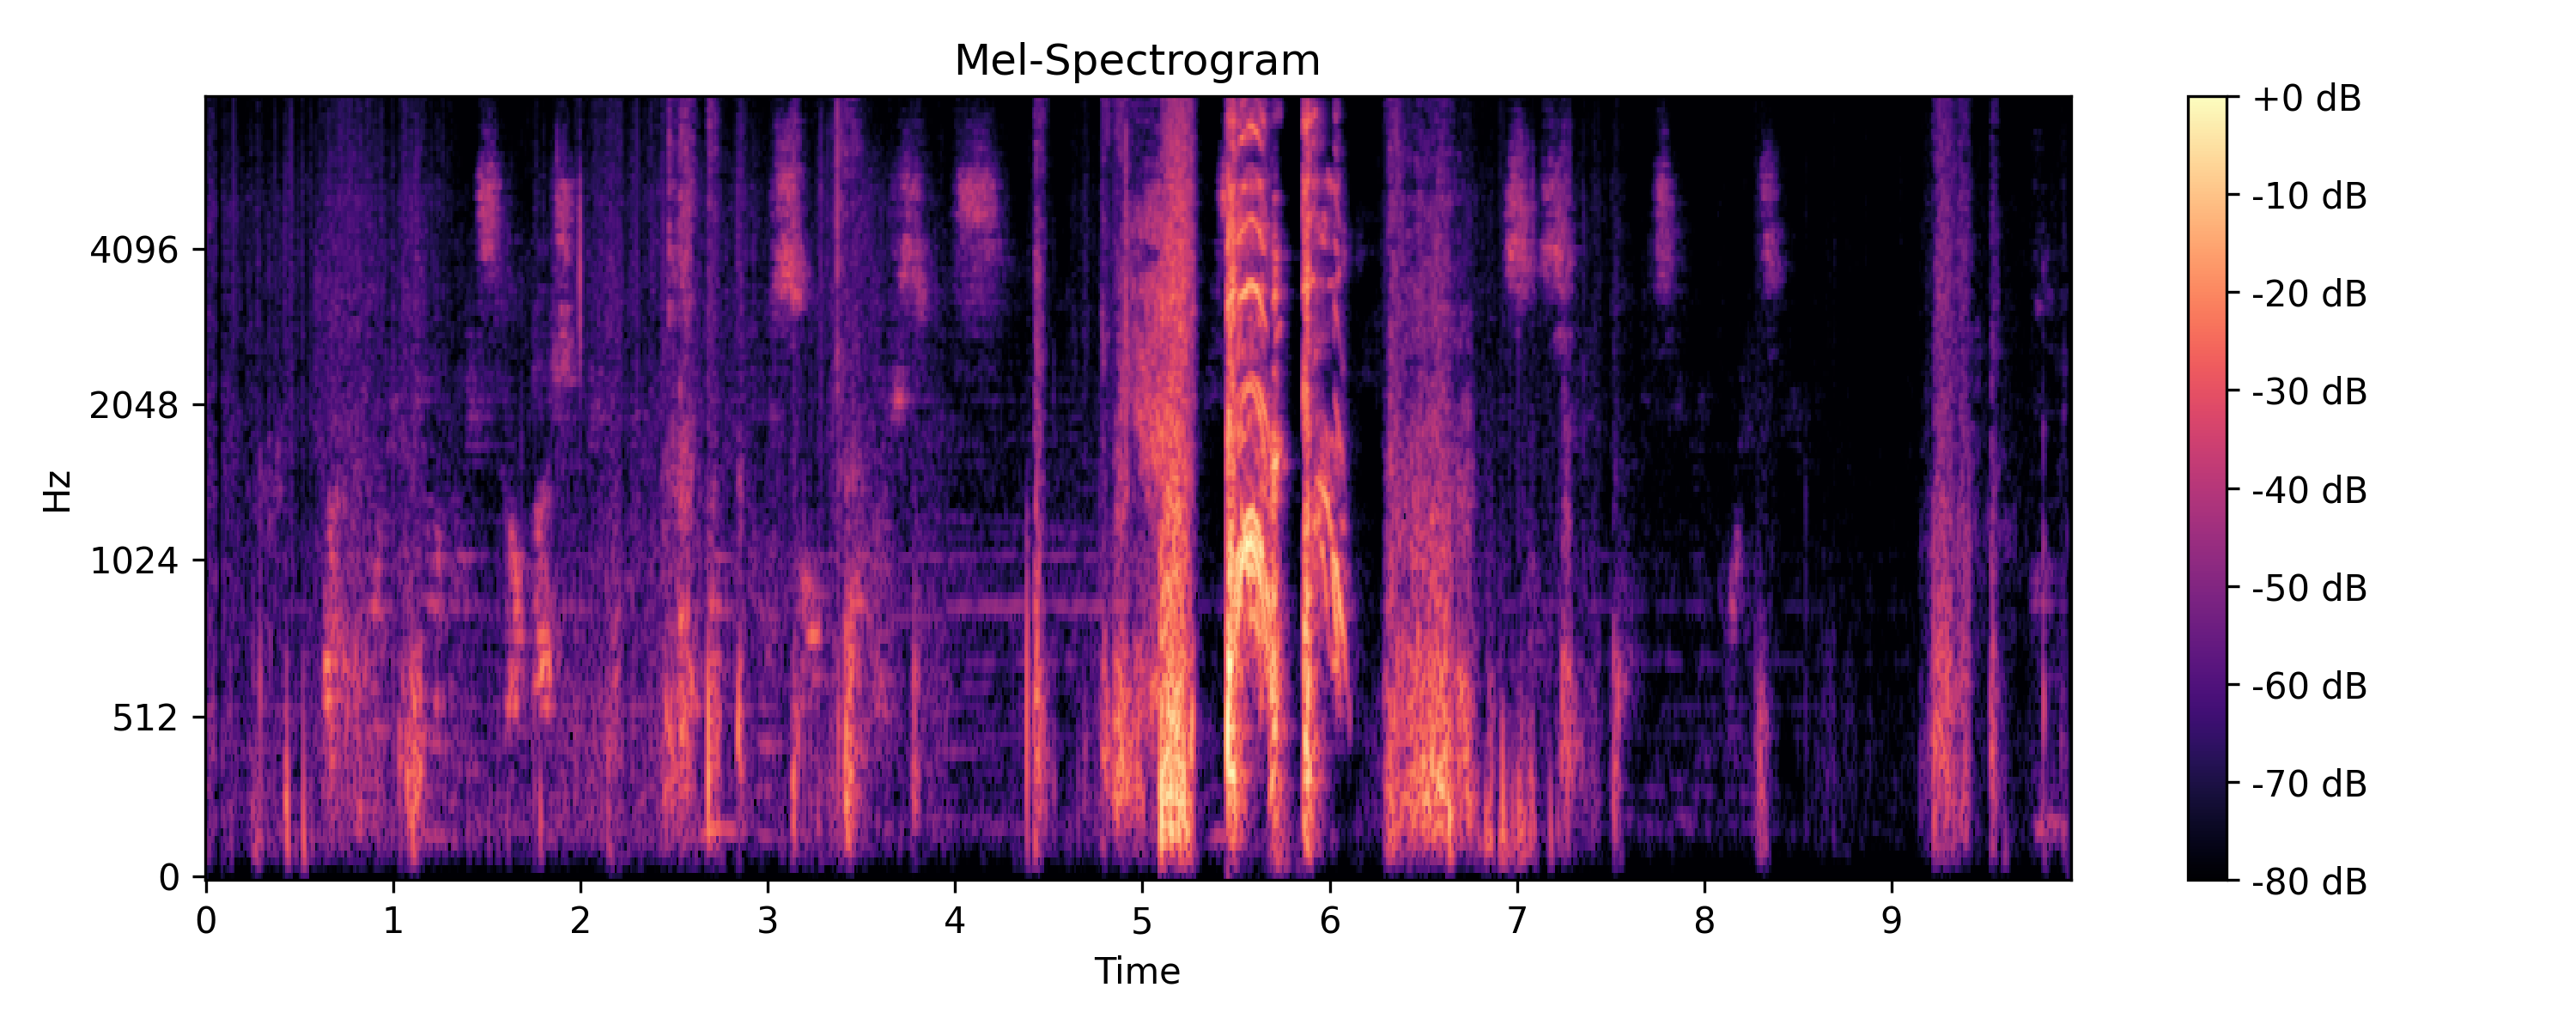 Mel-Spectrogram
+0 dB
-10 dB
-20 dB
-30 dB
-40 dB
-50 dB
-60 dB
-70 dB
-80 dB
Hz
4096
2048
1024
512
0
0 1 2 3 4 5 6 7 8 9
Time